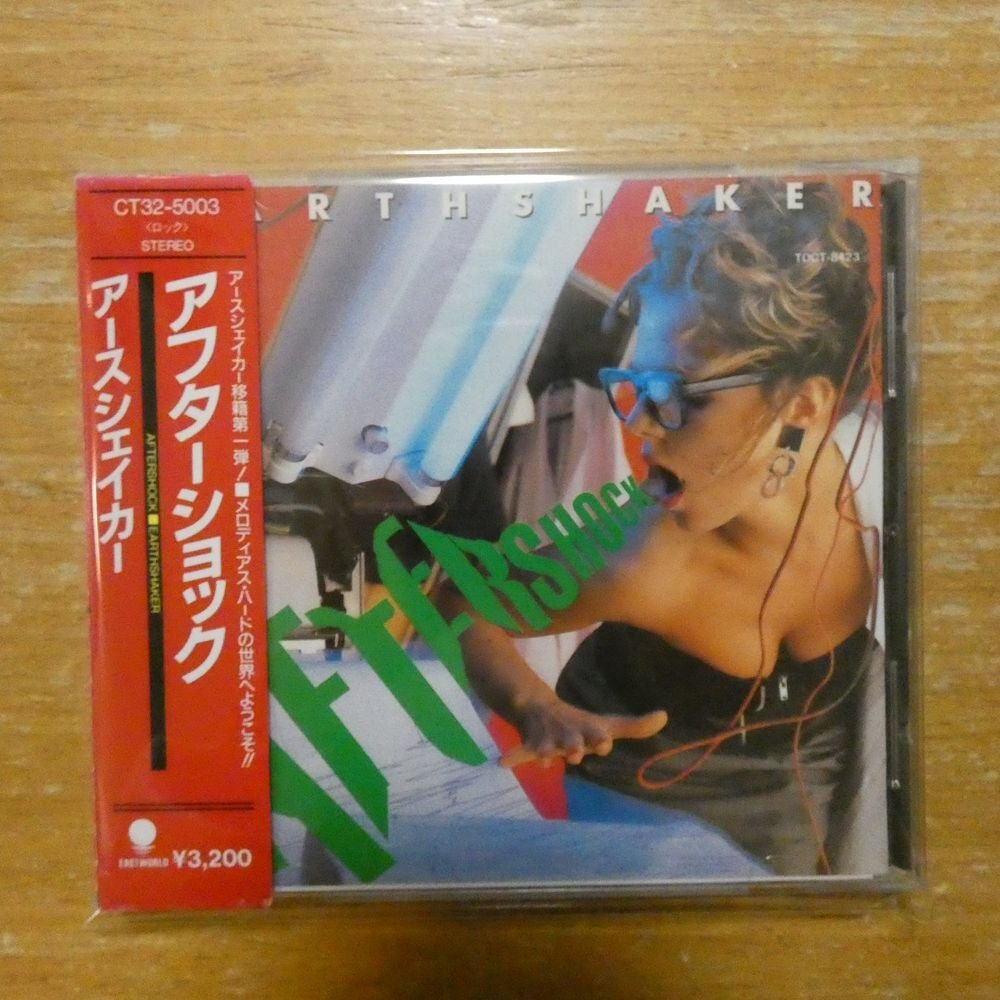 CT32-5003
〈ロック〉
STEREO
アースシェイカー移籍第一弾!■メロディアス・ハードの世界へようこそ!!
アフターショック
AFTERSHOCK■EARTHSHAKER
アースシェイカー
EASTWORLD
¥3,200
ARTHSHAKER
TOCT-8423
AFTERSHOCK